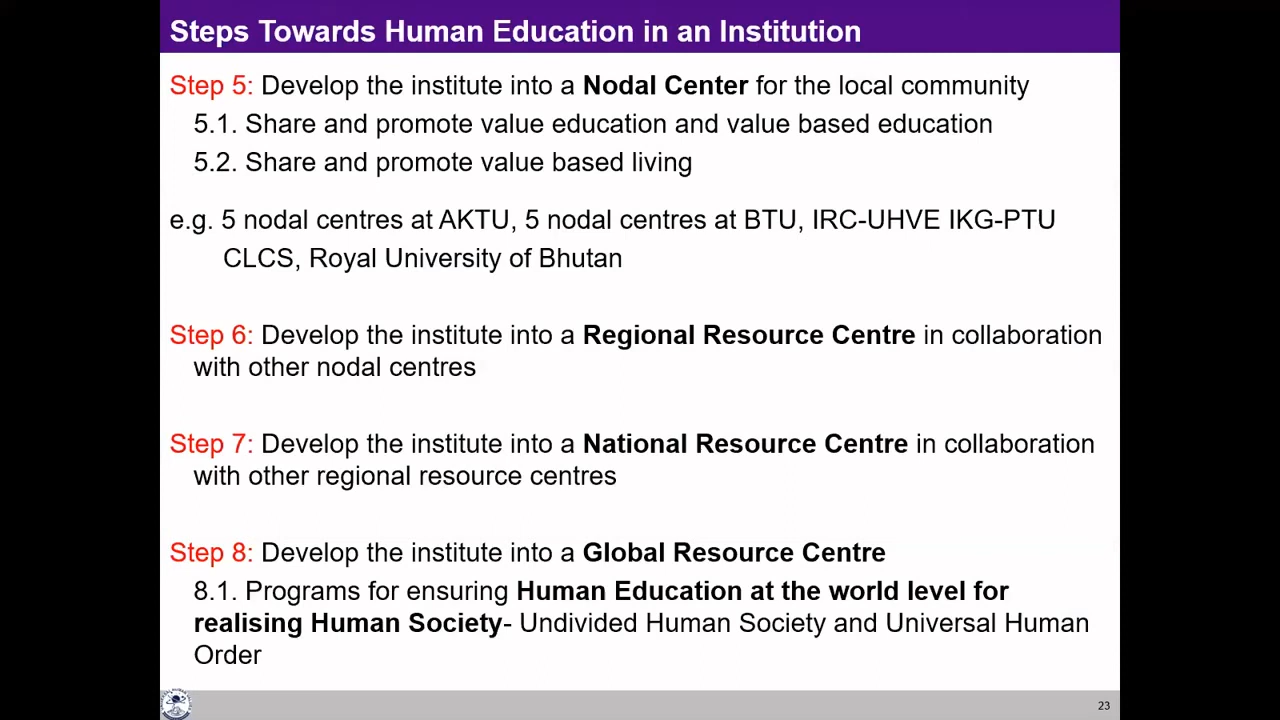 Steps Towards Human Education in an Institution
Step 5: Develop the institute into a Nodal Center for the local community
5.1. Share and promote value education and value based education
5.2. Share and promote value based living
e.g. 5 nodal centres at AKTU, 5 nodal centres at BTU, IRC-UHVE IKG-PTU
CLCS, Royal University of Bhutan
Step 6: Develop the institute into a Regional Resource Centre in collaboration
with other nodal centres
Step 7: Develop the institute into a National Resource Centre in collaboration
with other regional resource centres
Step 8: Develop the institute into a Global Resource Centre
8.1. Programs for ensuring Human Education at the world level for
realising Human Society- Undivided Human Society and Universal Human
Order
23